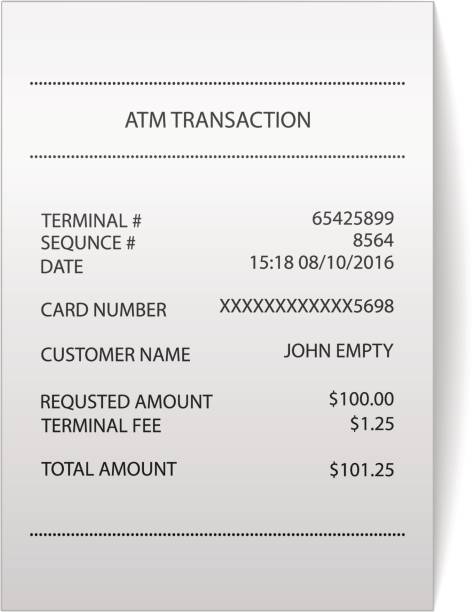 ATM TRANSACTION
TERMINAL # 65425899
SEQUNCE # 8564
DATE 15:18 08/10/2016
CARD NUMBER XXXXXXXXXXXX5698
CUSTOMER NAME JOHN EMPTY
REQUSTED AMOUNT $100.00
TERMINAL FEE $1.25
TOTAL AMOUNT $101.25